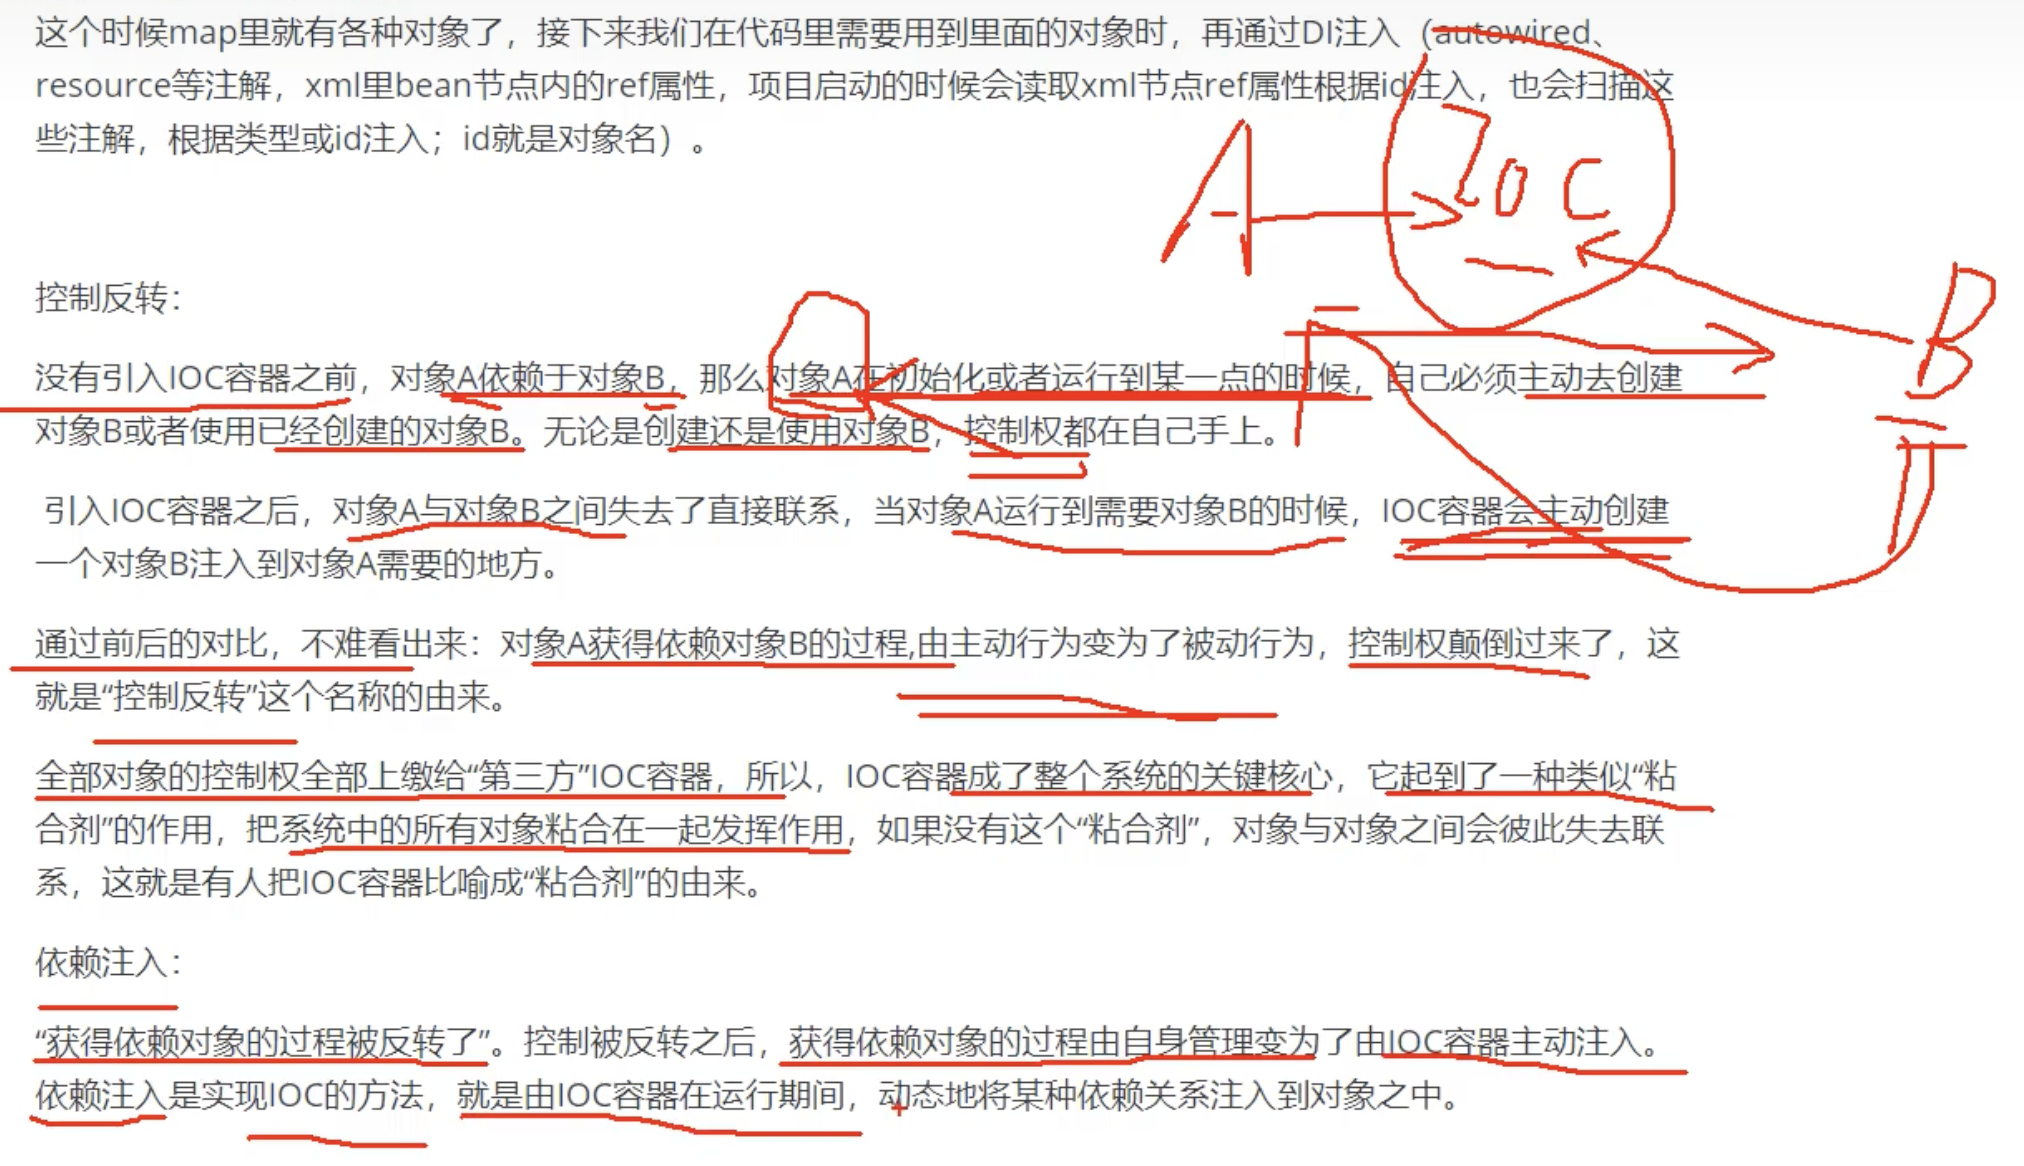 这个时候map里就有各种对象了，接下来我们在代码里需要用到里面的对象时，再通过DI注入（autowired、
resource等注解，xml里bean节点内的ref属性，项目启动的时候会读取xml节点ref属性根据id注入，也会扫描这
些注解，根据类型或id注入；id就是对象名）。
A
IOC
B
控制反转：
没有引入IOC容器之前，对象A依赖于对象B，那么对象A在初始化或者运行到某一点的时候，自己必须主动去创建
对象B或者使用已经创建的对象B。无论是创建还是使用对象B，控制权都在自己手上。
引入IOC容器之后，对象A与对象B之间失去了直接联系，当对象A运行到需要对象B的时候，IOC容器会主动创建
一个对象B注入到对象A需要的地方。
通过前后的对比，不难看出来：对象A获得依赖对象B的过程,由主动行为变为了被动行为，控制权颠倒过来了，这
就是“控制反转”这个名称的由来。
全部对象的控制权全部上缴给“第三方”IOC容器，所以，IOC容器成了整个系统的关键核心，它起到了一种类似“粘
合剂”的作用，把系统中的所有对象粘合在一起发挥作用，如果没有这个“粘合剂”，对象与对象之间会彼此失去联
系，这就是有人把IOC容器比喻成“粘合剂”的由来。
依赖注入：
“获得依赖对象的过程被反转了”。控制被反转之后，获得依赖对象的过程由自身管理变为了由IOC容器主动注入。
依赖注入是实现IOC的方法，就是由IOC容器在运行期间，动态地将某种依赖关系注入到对象之中。